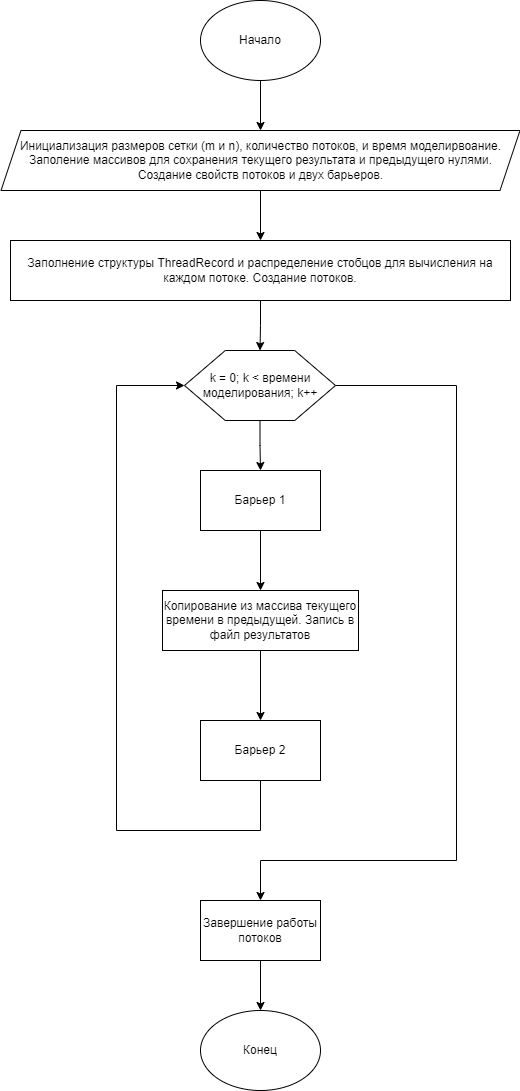 Начало
Инициализация размеров сетки (m и n), количество потоков, и время моделирвоание.
Заполение массивов для сохранения текущего результата и предыдущего нулями.
Создание свойств потоков и двух барьеров.
Заполнение структуры ThreadRecord и распределение стобцов для вычисления на
каждом потоке. Создание потоков.
k = 0; k < времени
моделирования; k++
Барьер 1
Копирование из массива текущего
времени в предыдущей. Запись в
файл результатов
Барьер 2
Завершение работы
потоков
Конец